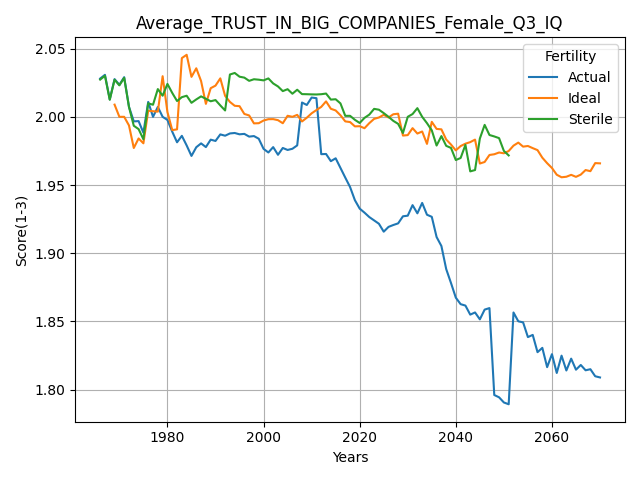 Average_TRUST_IN_BIG_COMPANIES_Female_Q3_IQ
Fertility
Actual
Ideal
Sterile
Score(1-3)
2.05
2.00
1.95
1.90
1.85
1.80
1980 2000 2020 2040 2060
Years